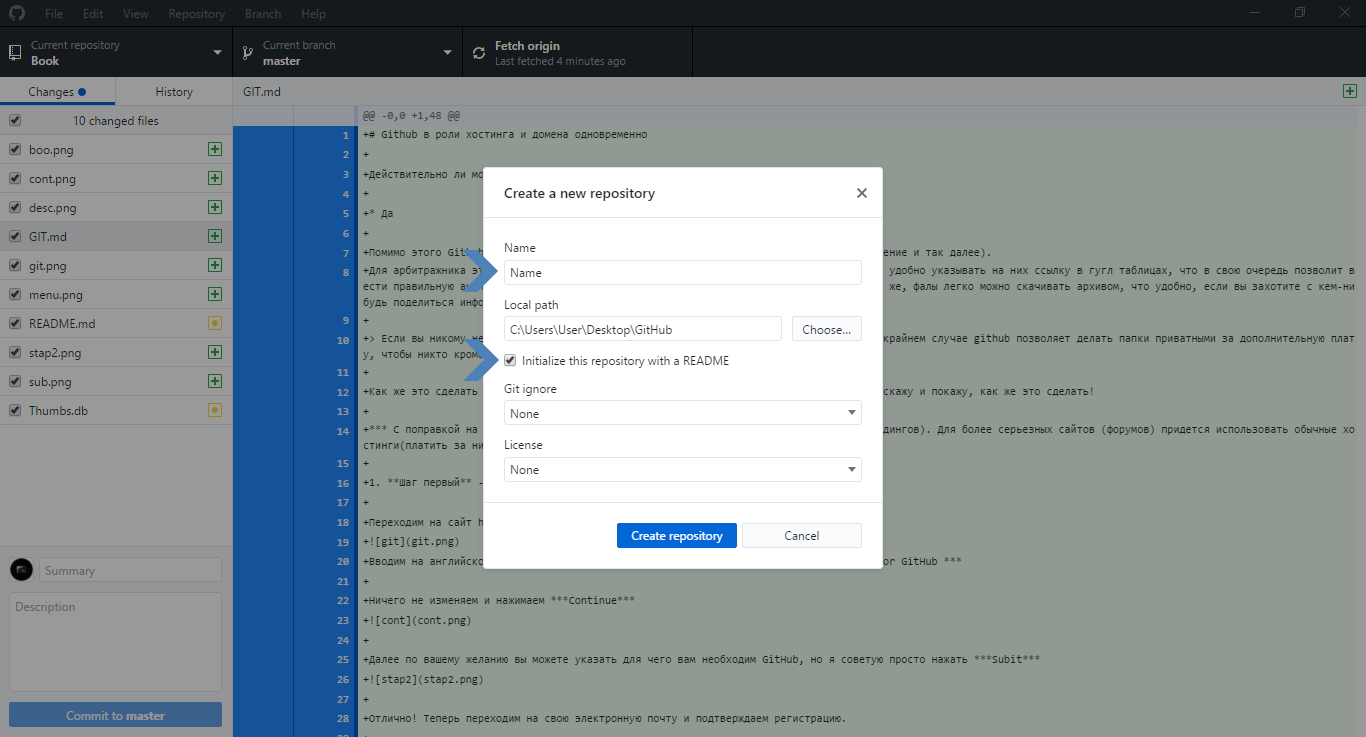 File Edit View Repository Branch Help
Current repository
Book
Current branch
master
Fetch origin
Last fetched 4 minutes ago
Changes
History
GIT.md
10 changed files
boo.png
cont.png
desc.png
GIT.md
git.png
menu.png
README.md
stap2.png
sub.png
Thumbs.db
Summary
Description
Commit to master
@@ -0,0 +1,48 @@
1 +# Github в роли хостинга и домена одновременно
2 +
3 +Действительно ли
4 +
5 +* Да
6 +
7 +Помимо этого и так далее).
8 +Для арбитражника удобно указывать на них ссылку в гугл таблицах, что в свою очередь позволит в
ести правильную же, фалы легко можно скачивать архивом, что удобно, если вы захотите с кем-ни
будь поделиться
9 +
10 +> Если вы никому крайнем случае github позволяет делать папки приватными за дополнительную плат
у, чтобы никто
11 +
12 +Как же это сделать скажу и покажу, как же это сделать!
13 +
14 +*** С поправкой на дингов). Для более серьезных сайтов (форумов) придется использовать обычные хо
стинги(платить за
15 +
16 +1. **Шаг первый** -
17 +
18 +Переходим на сайт
19 +![git](git.png)
20 +Вводим на or GitHub ***
21 +
22 +Ничего не изменяем и нажимаем ***Continue***
23 +![cont](cont.png)
24 +
25 +Далее по вашему желанию вы можете указать для чего вам необходим GitHub, но я советую просто нажать ***Subit***
26 +![stap2](stap2.png)
27 +
28 +Отлично! Теперь переходим на свою электронную почту и подтверждаем регистрацию.
Create a new repository
Name
Name
Local path
C:\Users\User\Desktop\GitHub
Choose...
Initialize this repository with a README
Git ignore
None
License
None
Create repository
Cancel